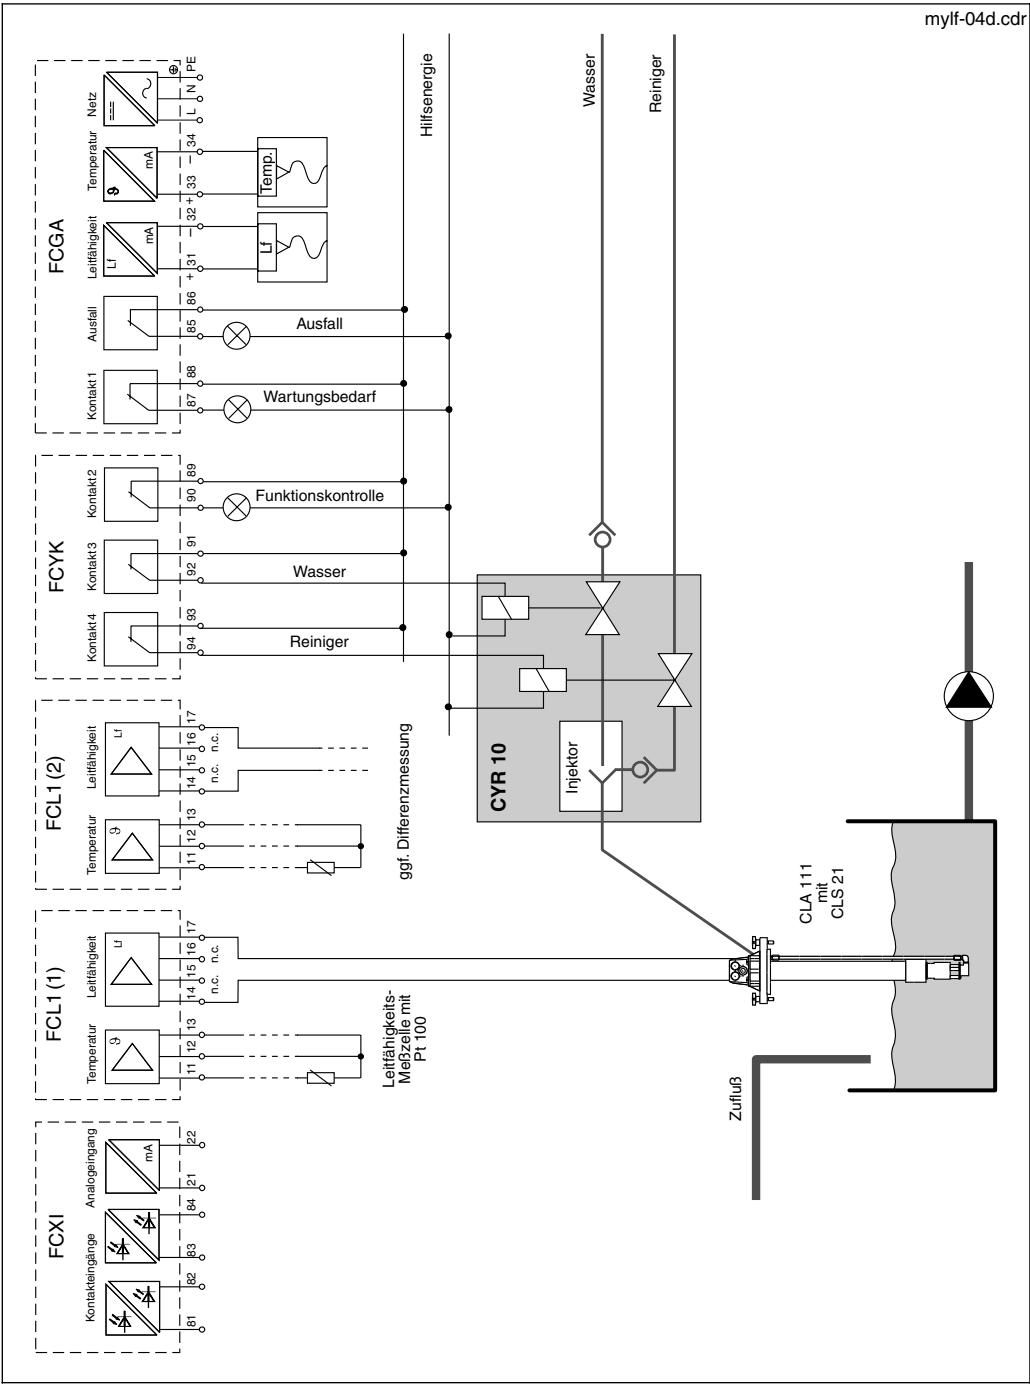 mylf-04d.cdr
FCGA
Netz
PE
N
L
Temperatur
ϑ
mA
34
–
33
+
Temp.
Leitfähigkeit
Lf
mA
32
–
31
+
Lf
Ausfall
86
85
Ausfall
Kontakt 1
88
87
Wartungsbedarf
Hilfsenergie
Wasser
Reiniger
FCYK
Kontakt 2
89
90
Funktionskontrolle
Kontakt 3
91
92
Wasser
Kontakt 4
93
94
Reiniger
CYR 10
Injektor
FCL1 (2)
Leitfähigkeit
Lf
17
16
n.c.
15
n.c.
14
Temperatur
ϑ
13
12
11
ggf. Differenzmessung
FCL1 (1)
Leitfähigkeit
Lf
17
16
n.c.
15
n.c.
14
Temperatur
ϑ
13
12
11
Leitfähigkeits-
Meßzelle mit
Pt 100
CLA 111
mit
CLS 21
Zufluß
FCXI
Analogeingang
mA
22
21
Kontakteingänge
84
83
82
81